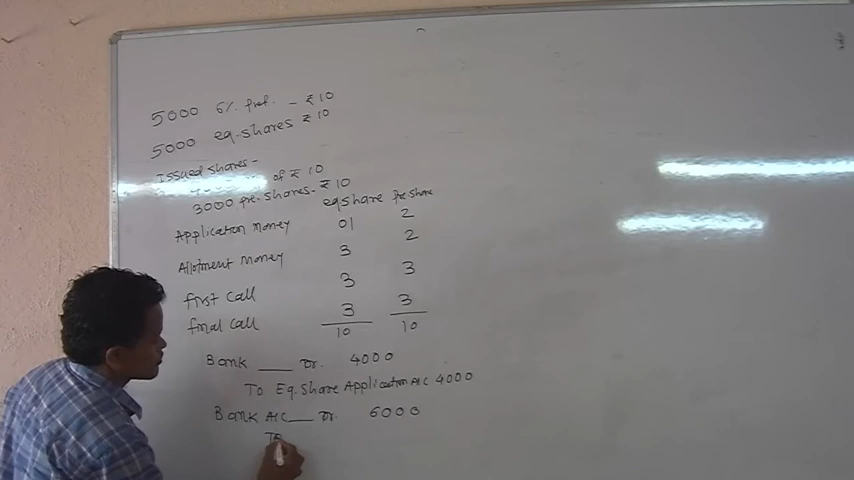 5000 6%. Pref. - ₹10
5000 eq.shares ₹10
Issued shares -
of ₹ 10
3000 pre.shares- ₹10
eqshare Pre Share
Application Money 01 2
Allotment Money 3 2
first Call 3 3
final Call 3 3
10 10
Bank ___ Dr. 4000
To Eq.Share Application A/C 4000
Bank A/C ___ Dr. 6000
To